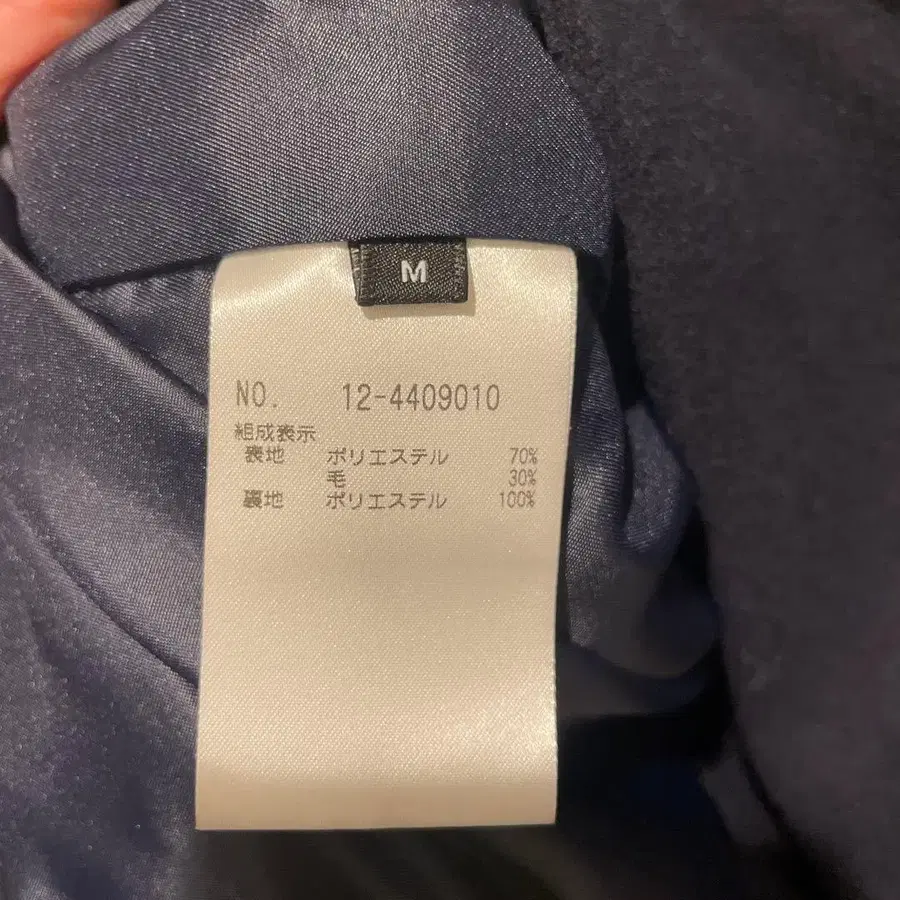 M
NO. 12-4409010
組成表示
表地 ポリエステル 70%
毛 30%
裏地 ポリエステル 100%